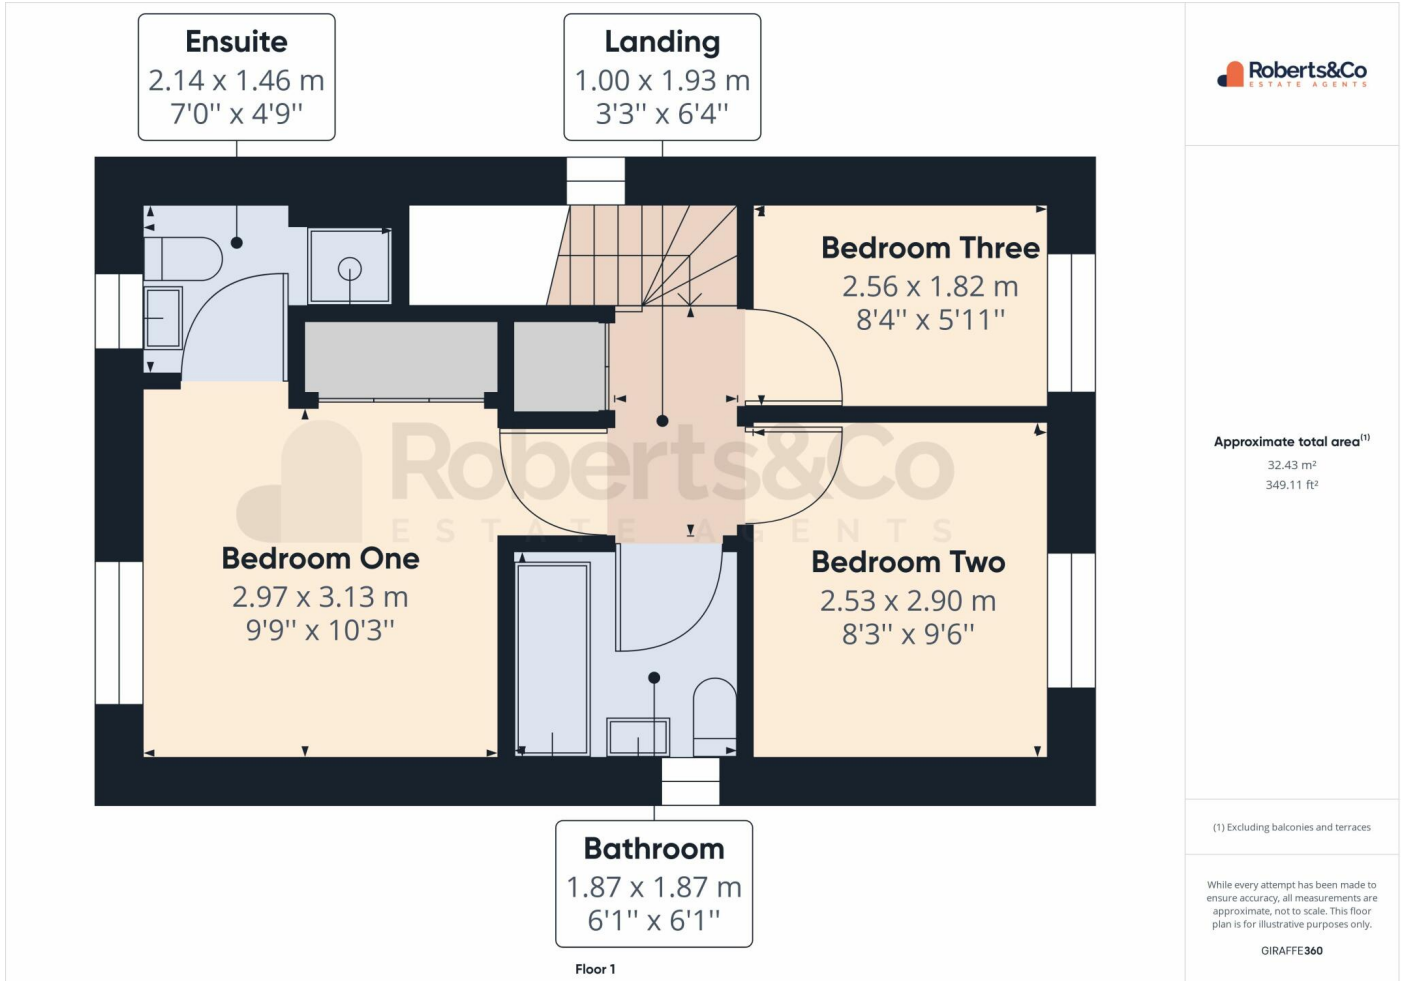 Ensuite
2.14 x 1.46 m
7'0'' x 4'9''
Landing
1.00 x 1.93 m
3'3'' x 6'4''
Bedroom Three
2.56 x 1.82 m
8'4'' x 5'11''
Roberts&Co
ESTATE AGENTS
Bedroom One
2.97 x 3.13 m
9'9'' x 10'3''
Bedroom Two
2.53 x 2.90 m
8'3'' x 9'6''
Bathroom
1.87 x 1.87 m
6'1'' x 6'1''
Floor 1
Roberts&Co
ESTATE AGENTS
Approximate total area(1)
32.43 m²
349.11 ft²
(1) Excluding balconies and terraces
While every attempt has been made to
ensure accuracy, all measurements are
approximate, not to scale. This floor
plan is for illustrative purposes only.
GIRAFFE360